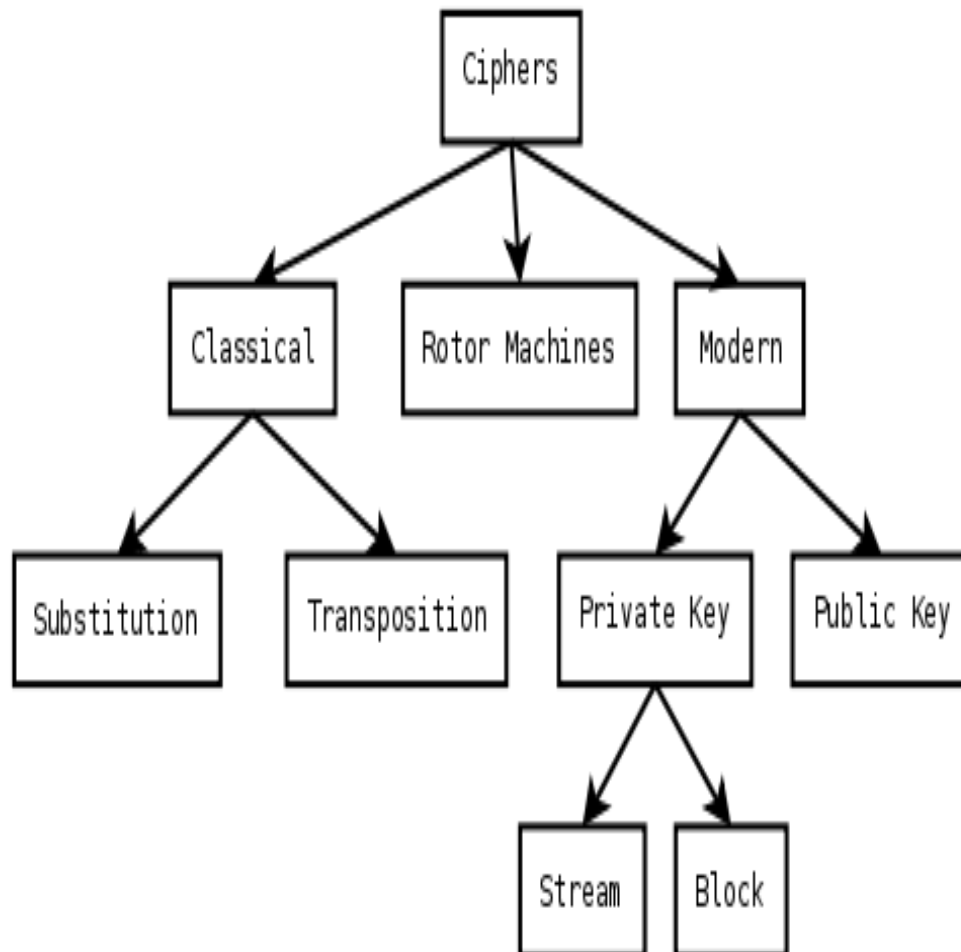 Ciphers
Classical
Rotor Machines
Modern
Substitution
Transposition
Private Key
Public Key
Stream
Block